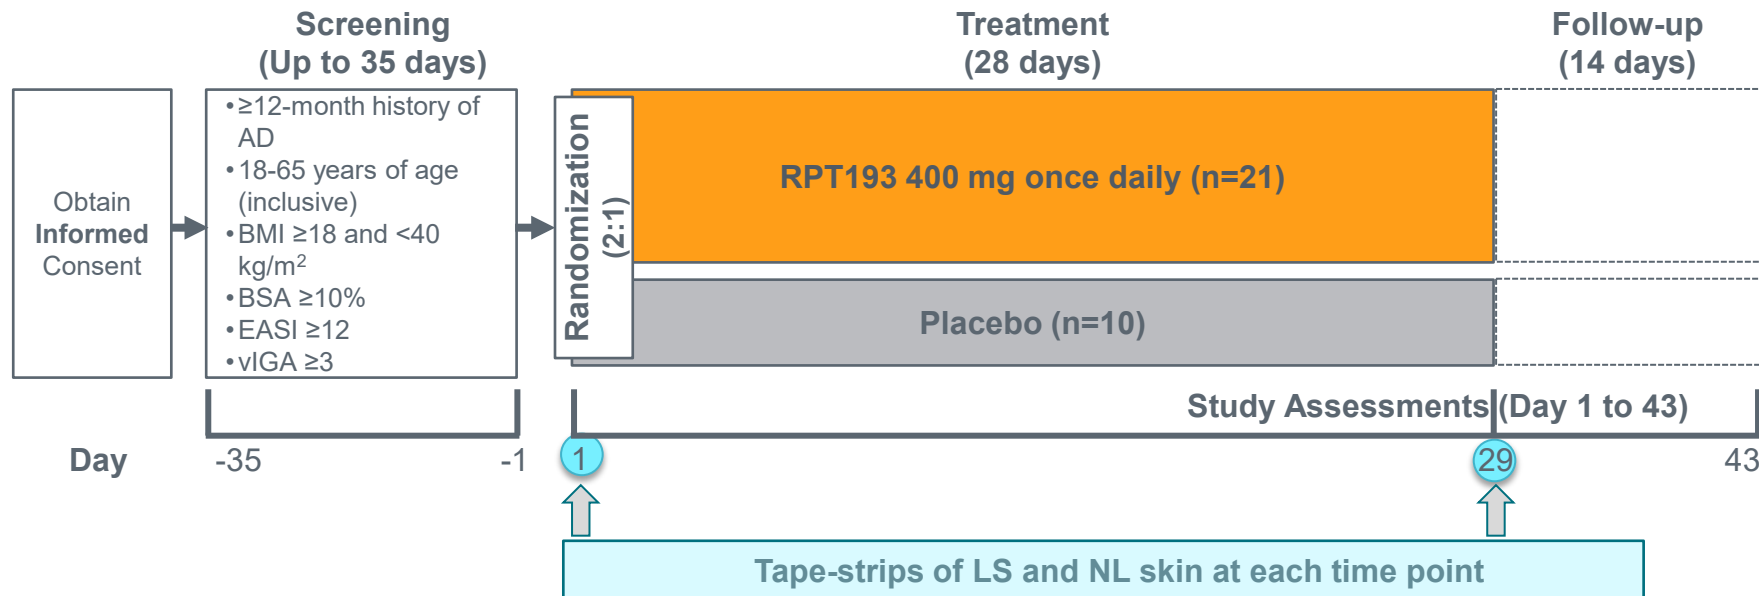 Screening
(Up to 35 days)
Treatment
(28 days)
Follow-up
(14 days)
Obtain
Informed
Consent
•≥12-month history of
AD
•18-65 years of age
(inclusive)
•BMI ≥18 and <40
kg/m²
•BSA ≥10%
•EASI ≥12
•vIGA ≥3
Randomization
(2:1)
RPT193 400 mg once daily (n=21)
Placebo (n=10)
Study Assessments (Day 1 to 43)
Day -35 -1 1 29 43
Tape-strips of LS and NL skin at each time point